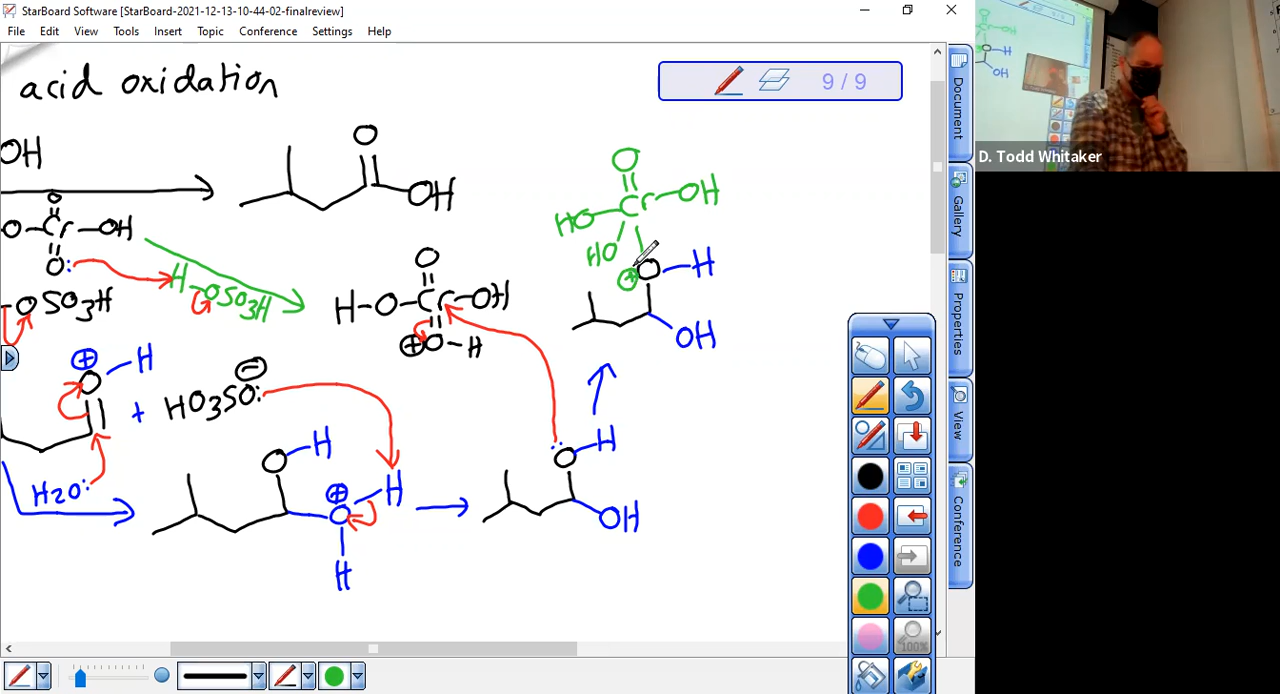 StarBoard Software [StarBoard-2021-12-13-10-44-02-finalreview]
File Edit View Tools Insert Topic Conference Settings Help
acid oxidation
9 / 9
OH
O
OH
O
O Cr OH
O:
H OSO3H
OSO3H
O
H-O-Cr-OH
⊕O-H
O
HO Cr OH
HO
⊕O-H
OH
⊕
O-H
+ HO3SO:
⊖
H2O:
O-H
⊕
O-H
H
O-H
OH
Document
Gallery
Properties
View
Conference
100%
D. Todd Whitaker